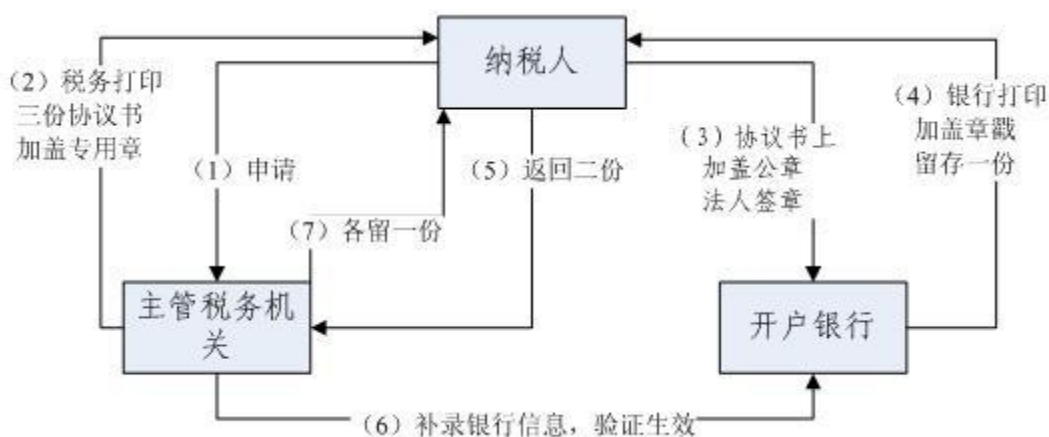 纳税人
(2)税务打印
三份协议书
加盖专用章
(4)银行打印
加盖章戳
留存一份
(3)协议书上
加盖公章
法人签章
(1)申请
(5)返回二份
(7)各留一份
主管税务机
关
开户银行
(6)补录银行信息，验证生效